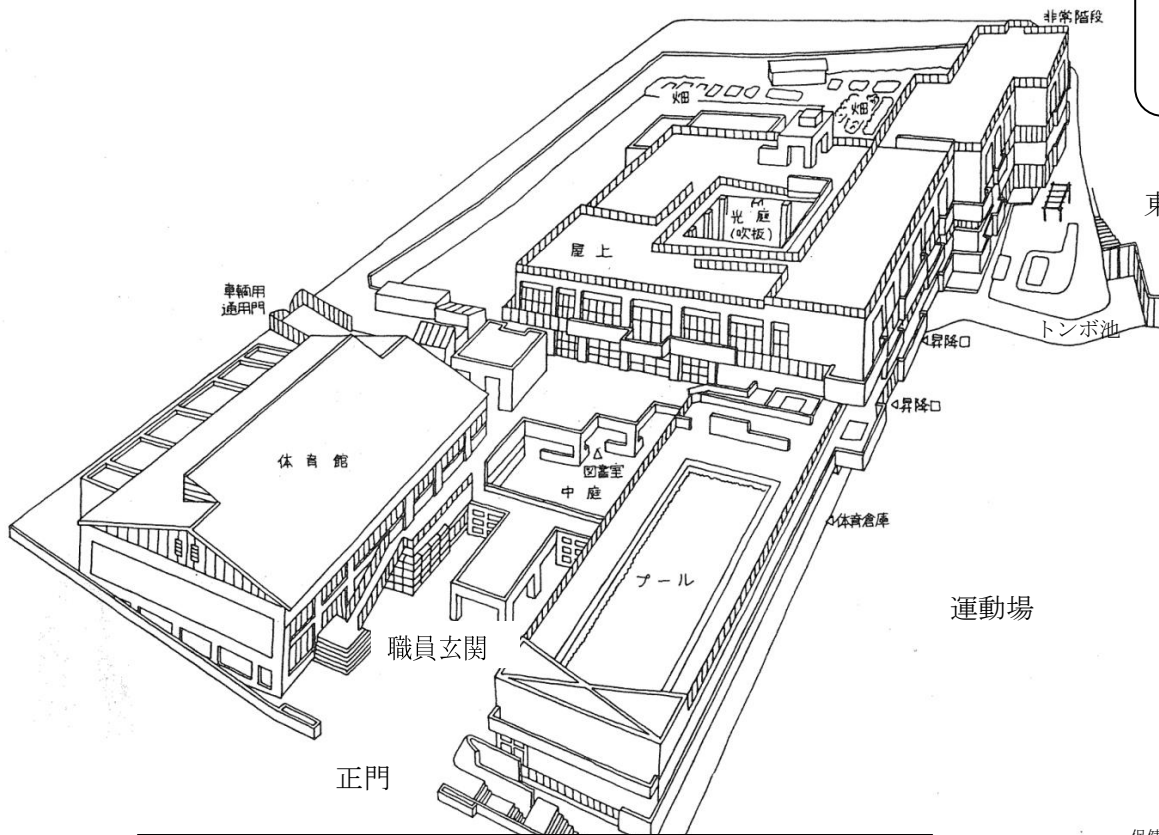 非常階段
畑
畑
光庭
(吹抜)
屋上
東
車輌用
通用門
トンボ池
◁昇降口
◁昇降口
体育館
△
図書室
中庭
◁体育倉庫
プール
運動場
職員玄関
正門